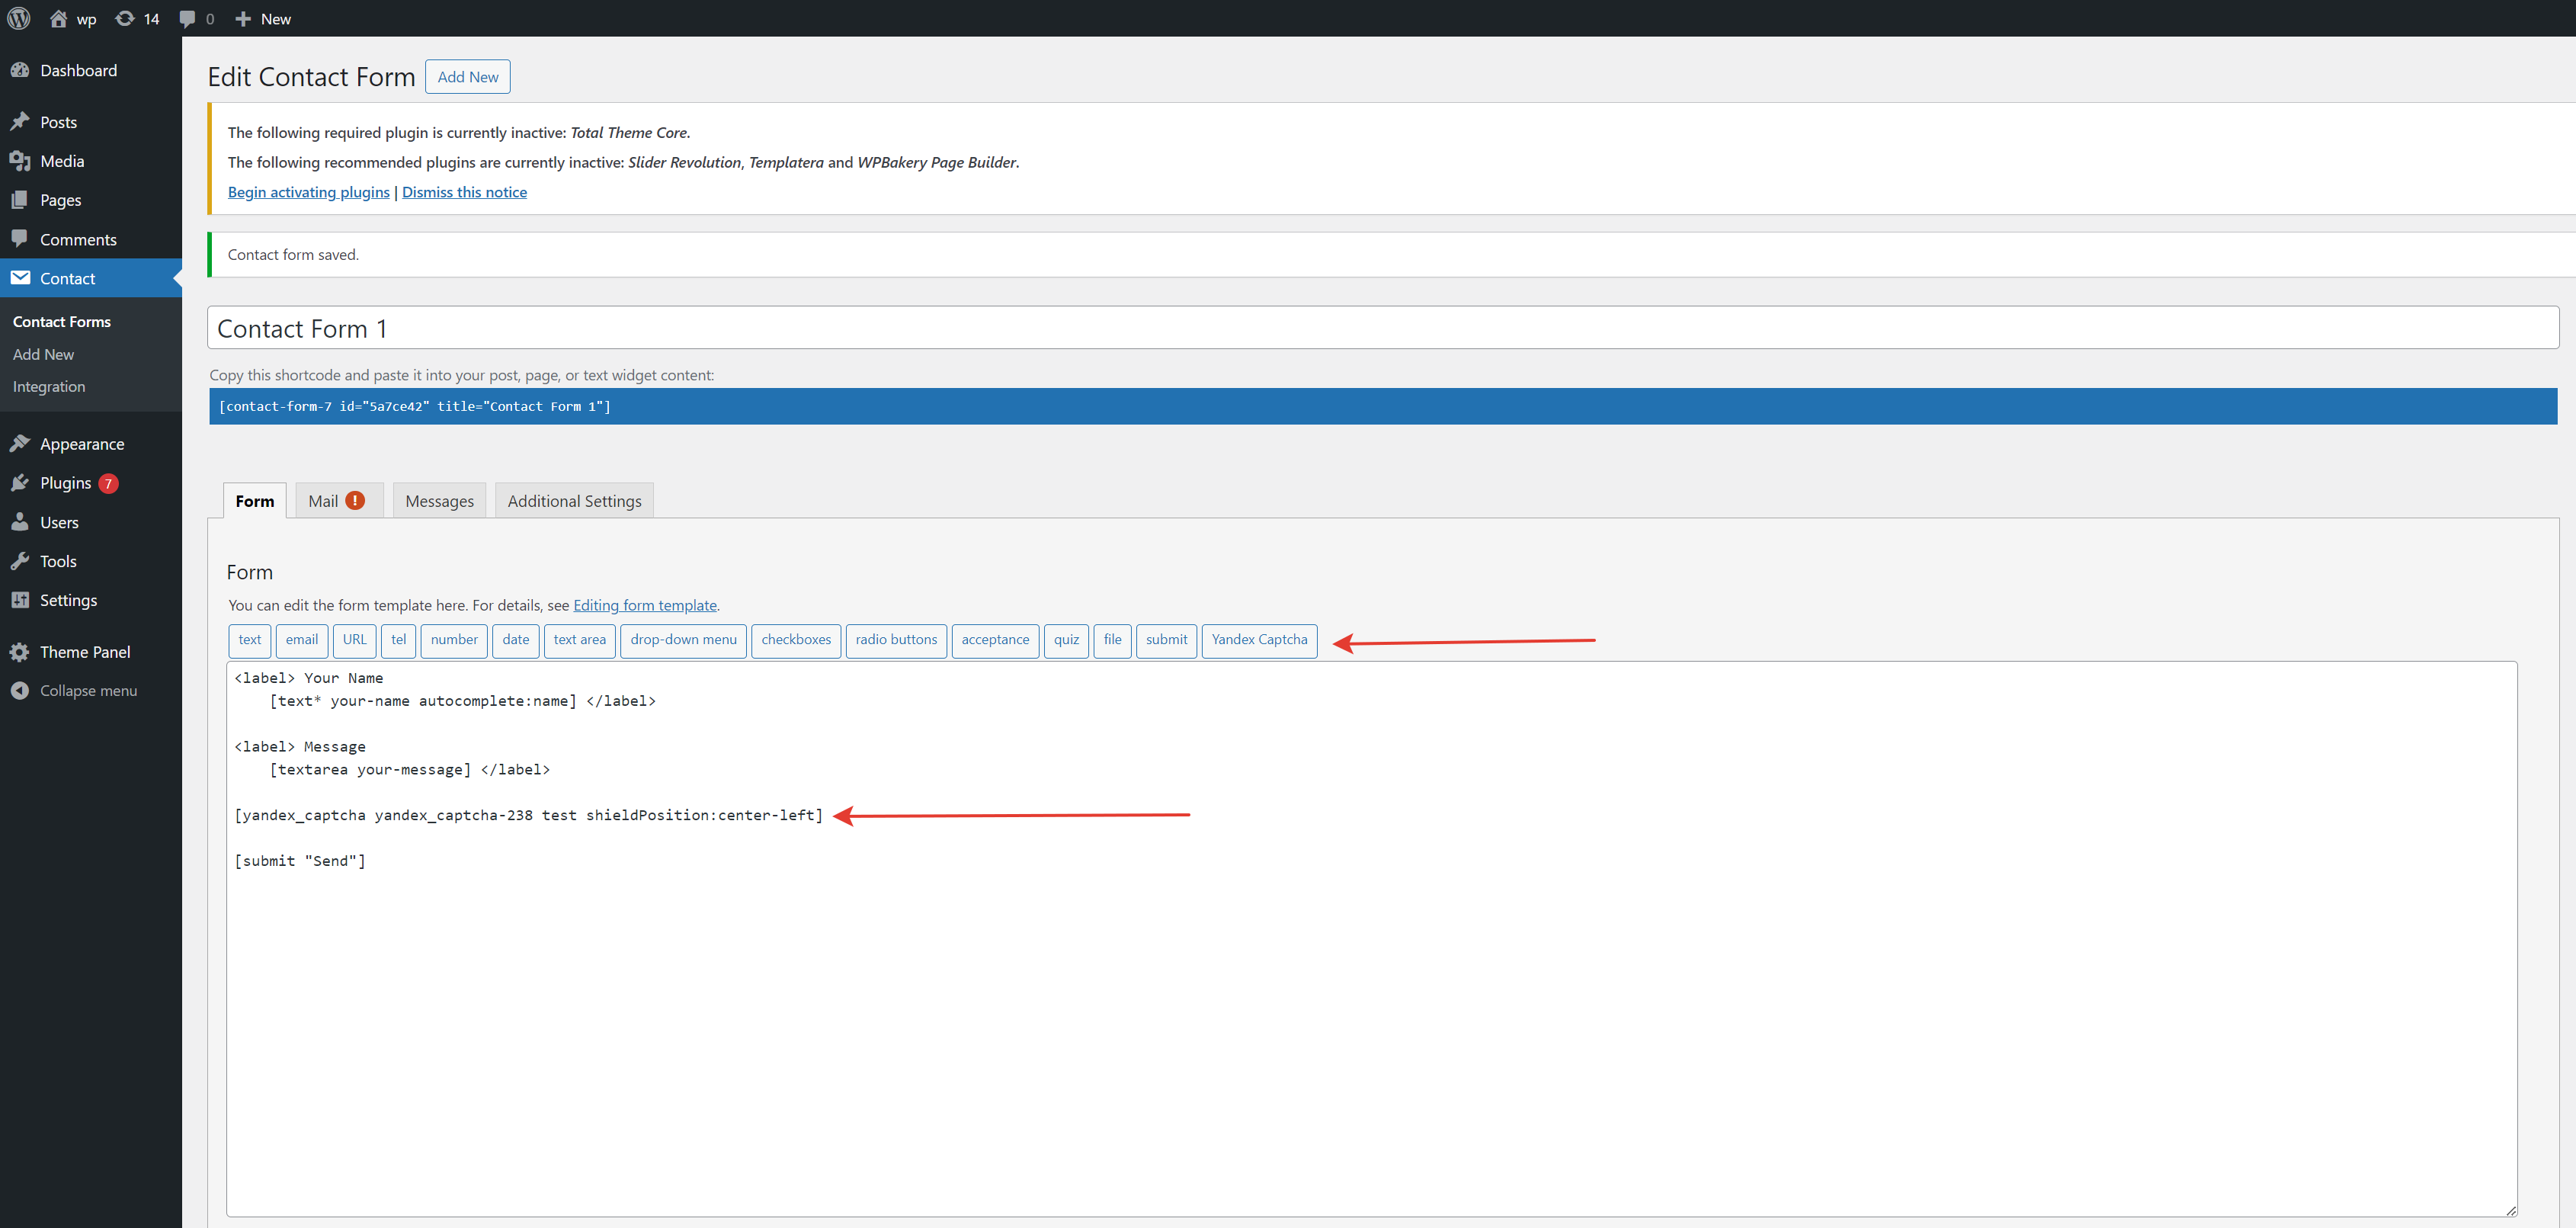 wp 14 0 New
Dashboard
Posts
Media
Pages
Comments
Contact
Contact Forms
Add New
Integration
Appearance
Plugins 7
Users
Tools
Settings
Theme Panel
Collapse menu
Edit Contact Form Add New
The following required plugin is currently inactive: Total Theme Core.
The following recommended plugins are currently inactive: Slider Revolution, Templatera and WPBakery Page Builder.
Begin activating plugins | Dismiss this notice
Contact form saved.
Contact Form 1
Copy this shortcode and paste it into your post, page, or text widget content:
[contact-form-7 id="5a7ce42" title="Contact Form 1"]
Form Mail ! Messages Additional Settings
Form
You can edit the form template here. For details, see Editing form template.
text email URL tel number date text area drop-down menu checkboxes radio buttons acceptance quiz file submit Yandex Captcha
<label> Your Name
[text* your-name autocomplete:name] </label>
<label> Message
[textarea your-message] </label>
[yandex_captcha yandex_captcha-238 test shieldPosition:center-left]
[submit "Send"]